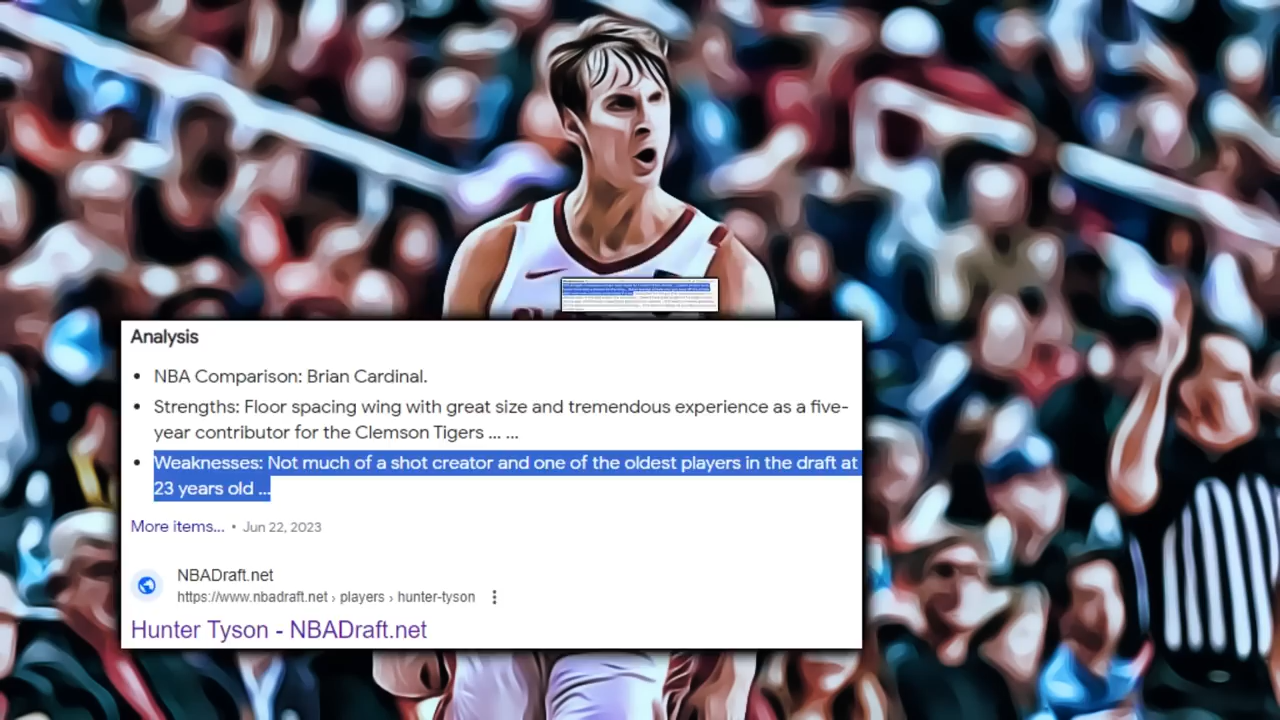 Analysis
NBA Comparison: Brian Cardinal.
Strengths: Floor spacing wing with great size and tremendous experience as a five-
year contributor for the Clemson Tigers ... ...
Weaknesses: Not much of a shot creator and one of the oldest players in the draft at
23 years old ...
More items... • Jun 22, 2023
NBADraft.net
https://www.nbadraft.net › players › hunter-tyson
Hunter Tyson - NBADraft.net